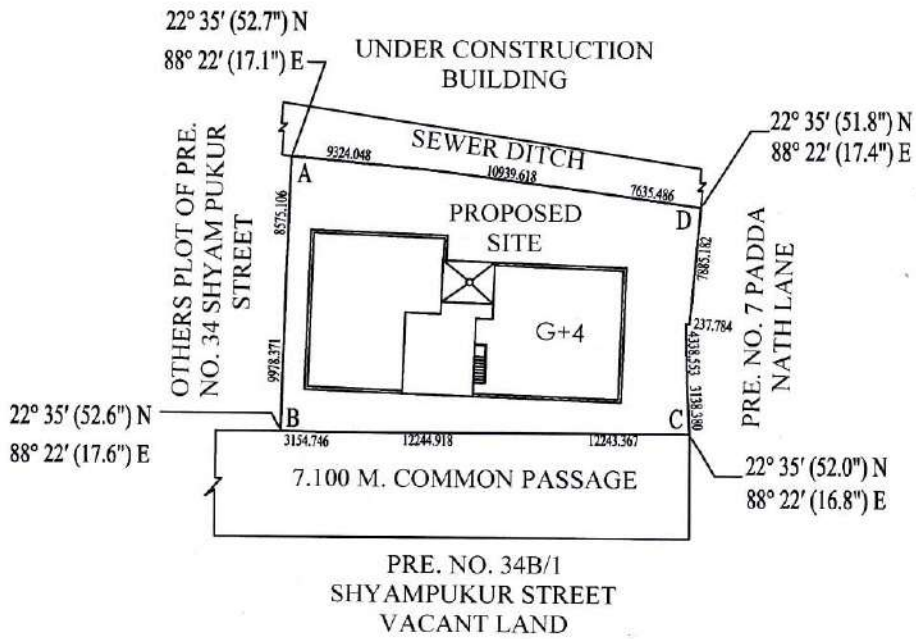 22° 35' (52.7") N
88° 22' (17.1") E
UNDER CONSTRUCTION
BUILDING
22° 35' (51.8") N
88° 22' (17.4") E
SEWER DITCH
9324.048
10939.618
7635.486
A
D
OTHERS PLOT OF PRE.
NO. 34 SHYAM PUKUR
STREET
8575.106
9978.371
PROPOSED
SITE
G+4
7885.182
237.784
4338.553
3138.380
PRE. NO. 7 PADDA
NATH LANE
22° 35' (52.6") N
88° 22' (17.6") E
B
C
3154.746
12244.918
12243.367
22° 35' (52.0") N
88° 22' (16.8") E
7.100 M. COMMON PASSAGE
PRE. NO. 34B/1
SHYAMPUKUR STREET
VACANT LAND